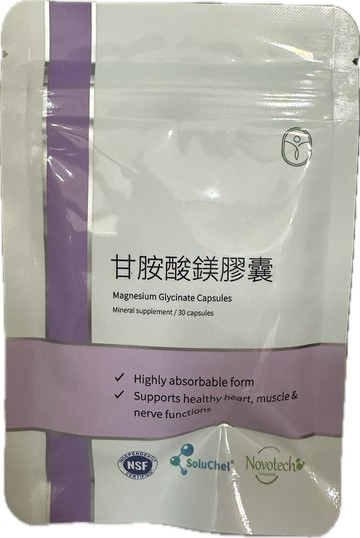 甘胺酸鎂膠囊
Magnesium Glycinate Capsules
Mineral supplement / 30 capsules
✓ Highly absorbable form
✓ Supports healthy heart, muscle &
nerve functions
NSF
SoluChel®
Novotech